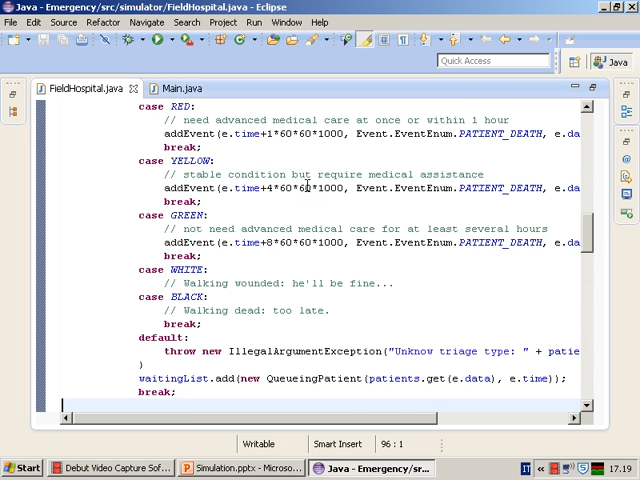 Java - Emergency/src/simulator/FieldHospital.java - Eclipse
File Edit Source Refactor Navigate Search Project Run Window Help
Quick Access
Java
FieldHospital.java Main.java
case RED:
// need advanced medical care at once or within 1 hour
addEvent(e.time+1*60*60*1000, Event.EventEnum.PATIENT_DEATH, e.da
break;
case YELLOW:
// stable condition but require medical assistance
addEvent(e.time+4*60*60*1000, Event.EventEnum.PATIENT_DEATH, e.da
break;
case GREEN:
// not need advanced medical care for at least several hours
addEvent(e.time+8*60*60*1000, Event.EventEnum.PATIENT_DEATH, e.da
break;
case WHITE:
// Walking wounded: he'll be fine...
case BLACK:
// Walking dead: too late.
break;
default:
throw new IllegalArgumentException("Unknow triage type: " + patie
}
waitingList.add(new QueueingPatient(patients.get(e.data), e.time));
break;
Writable Smart Insert 96 : 1
Start Debut Video Capture Sof... Simulation.pptx - Microso... Java - Emergency/sr... IT 17.19